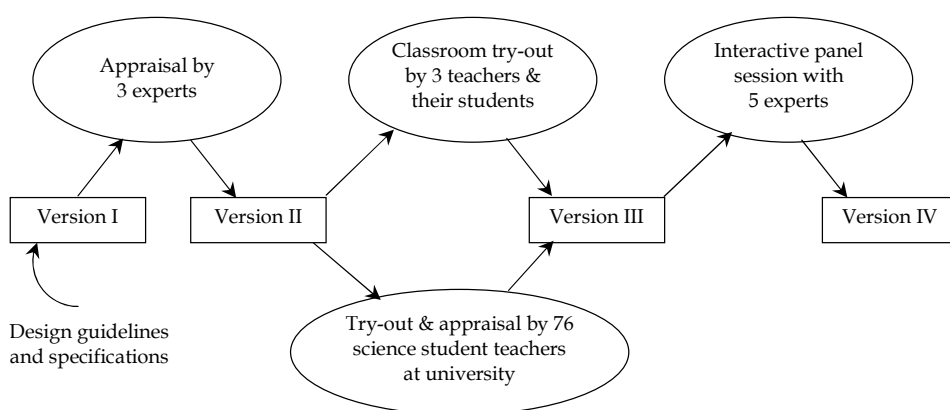 Appraisal by
3 experts
Classroom try-out
by 3 teachers &
their students
Interactive panel
session with
5 experts
Version I
Version II
Version III
Version IV
Design guidelines
and specifications
Try-out & appraisal by 76
science student teachers
at university